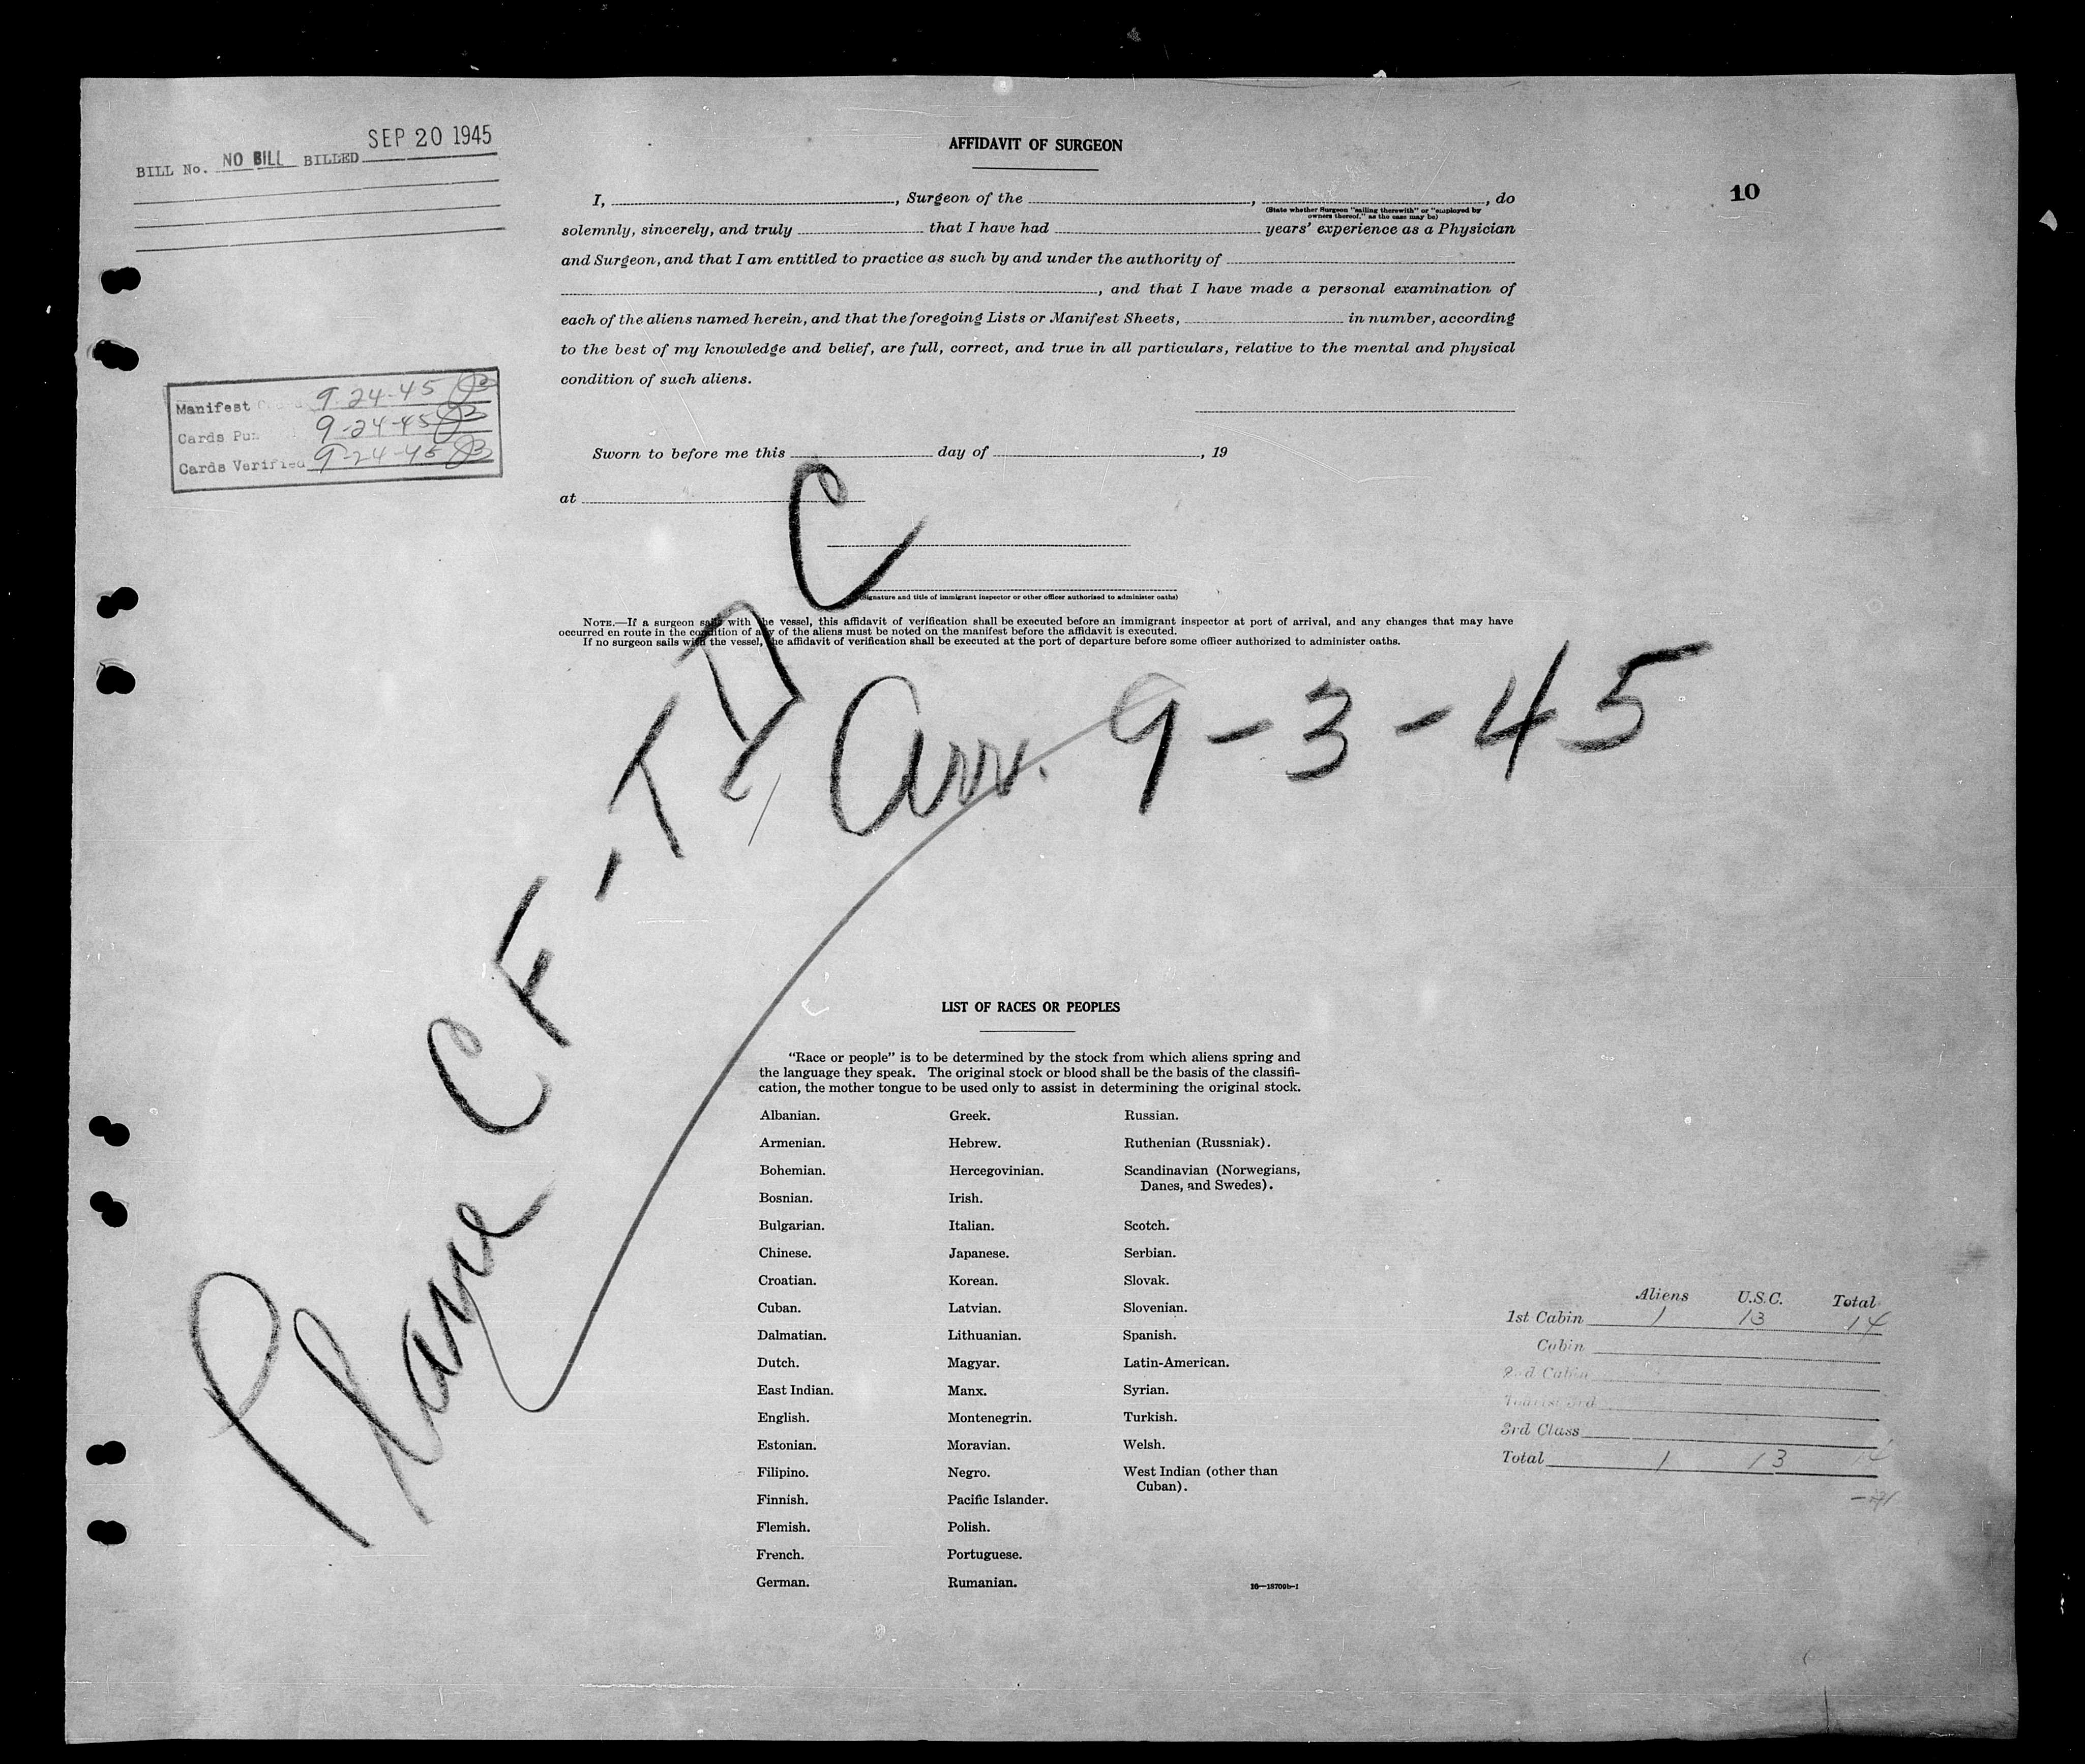 SEP 20 1945
BILL No. NO BILL BILLED
AFFIDAVIT OF SURGEON
10
I, , Surgeon of the , , do
(State whether Surgeon "sailing therewith" or "employed by
owners thereof," as the case may be)
solemnly, sincerely, and truly that I have had years' experience as a Physician
and Surgeon, and that I am entitled to practice as such by and under the authority of
, and that I have made a personal examination of
each of the aliens named herein, and that the foregoing Lists or Manifest Sheets, in number, according
to the best of my knowledge and belief, are full, correct, and true in all particulars, relative to the mental and physical
condition of such aliens.
Manifest 9-24-45
Cards 9-24-45
Cards Verified 9-24-45
Sworn to before me this day of , 19
at
(Signature and title of immigrant inspector or other officer authorized to administer oaths)
NOTE.—If a surgeon sails with the vessel, this affidavit of verification shall be executed before an immigrant inspector at port of arrival, and any changes that may have
occurred en route in the condition of any of the aliens must be noted on the manifest before the affidavit is executed.
If no surgeon sails with the vessel, the affidavit of verification shall be executed at the port of departure before some officer authorized to administer oaths.
Plane CF-TDC
Arr. 9-3-45
LIST OF RACES OR PEOPLES
"Race or people" is to be determined by the stock from which aliens spring and
the language they speak. The original stock or blood shall be the basis of the classifi-
cation, the mother tongue to be used only to assist in determining the original stock.
Albanian.
Armenian.
Bohemian.
Bosnian.
Bulgarian.
Chinese.
Croatian.
Cuban.
Dalmatian.
Dutch.
East Indian.
English.
Estonian.
Filipino.
Finnish.
Flemish.
French.
German.
Greek.
Hebrew.
Hercegovinian.
Irish.
Italian.
Japanese.
Korean.
Latvian.
Lithuanian.
Magyar.
Manx.
Montenegrin.
Moravian.
Negro.
Pacific Islander.
Polish.
Portuguese.
Rumanian.
Russian.
Ruthenian (Russniak).
Scandinavian (Norwegians,
Danes, and Swedes).
Scotch.
Serbian.
Slovak.
Slovenian.
Spanish.
Latin-American.
Syrian.
Turkish.
Welsh.
West Indian (other than
Cuban).
16—18709b-1
Aliens U.S.C. Total
1st Cabin 1 13 14
Cabin
2nd Cabin
Tourist 3rd
3rd Class
Total 1 13 14